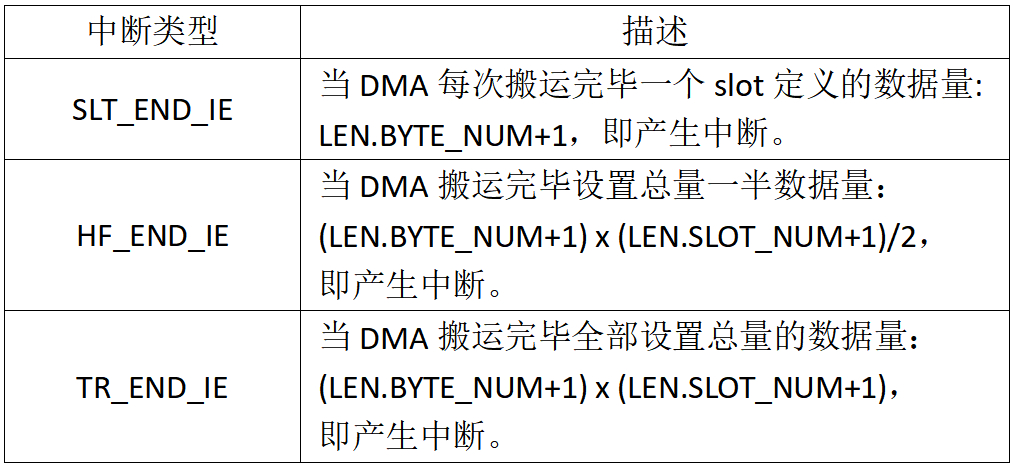 中断类型
描述
SLT_END_IE
当 DMA 每次搬运完毕一个 slot 定义的数据量:
LEN.BYTE_NUM+1，即产生中断。
HF_END_IE
当 DMA 搬运完毕设置总量一半数据量：
(LEN.BYTE_NUM+1) x (LEN.SLOT_NUM+1)/2，
即产生中断。
TR_END_IE
当 DMA 搬运完毕全部设置总量的数据量：
(LEN.BYTE_NUM+1) x (LEN.SLOT_NUM+1)，
即产生中断。